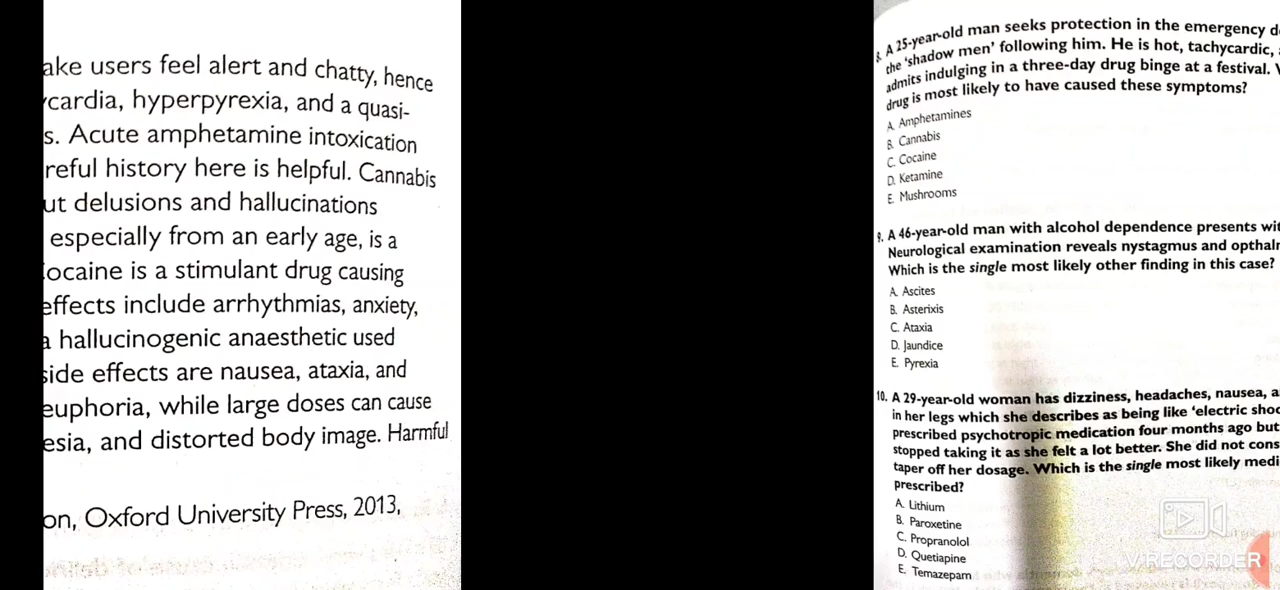 ake users feel alert and chatty, hence
cardia, hyperpyrexia, and a quasi-
s. Acute amphetamine intoxication
reful history here is helpful. Cannabis
ut delusions and hallucinations
especially from an early age, is a
ocaine is a stimulant drug causing
effects include arrhythmias, anxiety,
a hallucinogenic anaesthetic used
side effects are nausea, ataxia, and
euphoria, while large doses can cause
esia, and distorted body image. Harmful
on, Oxford University Press, 2013,
8. A 25-year-old man seeks protection in the emergency d
the 'shadow men' following him. He is hot, tachycardic,
admits indulging in a three-day drug binge at a festival.
drug is most likely to have caused these symptoms?
A. Amphetamines
B. Cannabis
C. Cocaine
D. Ketamine
E. Mushrooms
9. A 46-year-old man with alcohol dependence presents wit
Neurological examination reveals nystagmus and opthalm
Which is the single most likely other finding in this case?
A. Ascites
B. Asterixis
C. Ataxia
D. Jaundice
E. Pyrexia
10. A 29-year-old woman has dizziness, headaches, nausea, a
in her legs which she describes as being like 'electric shoc
prescribed psychotropic medication four months ago but
stopped taking it as she felt a lot better. She did not cons
taper off her dosage. Which is the single most likely medi
prescribed?
A. Lithium
B. Paroxetine
C. Propranolol
D. Quetiapine
E. Temazepam
V.RECORDER